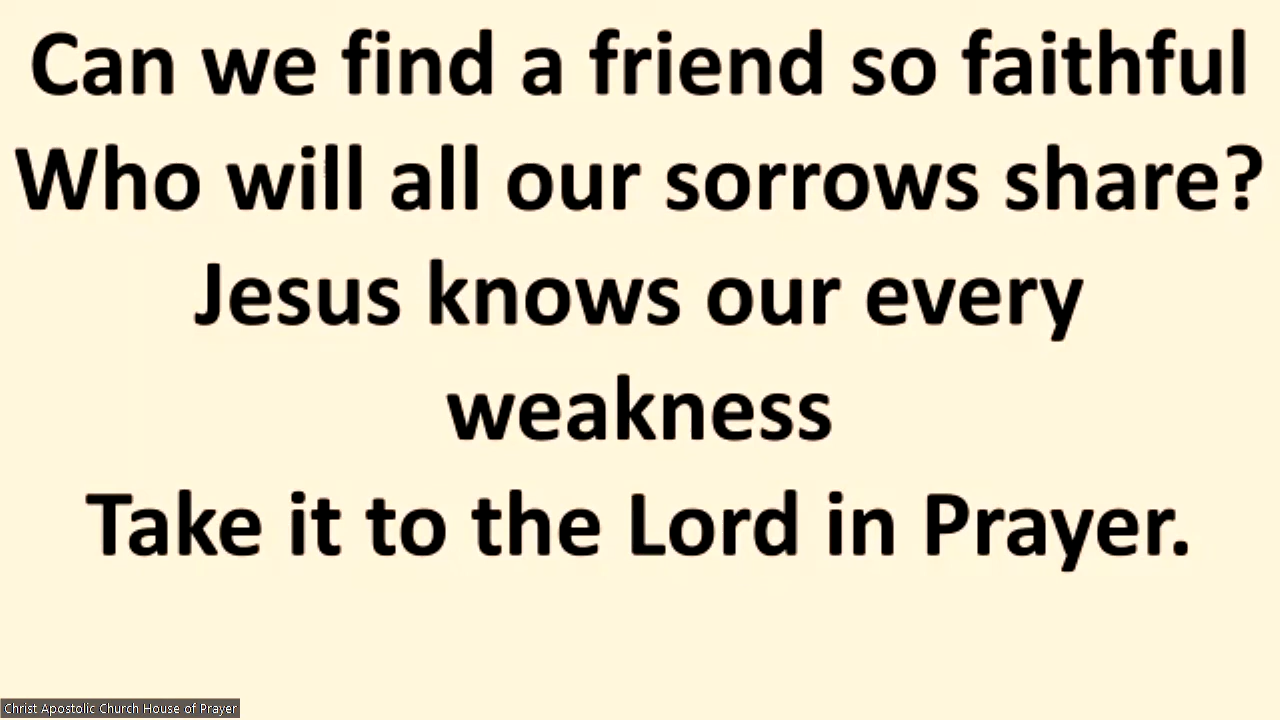 Can we find a friend so faithful
Who will all our sorrows share?
Jesus knows our every
weakness
Take it to the Lord in Prayer.
Christ Apostolic Church House of Prayer